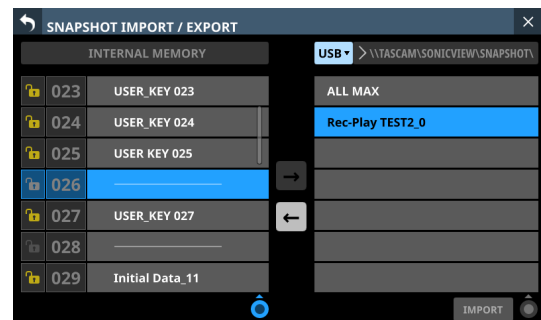 SNAPSHOT IMPORT / EXPORT
INTERNAL MEMORY
USB \\TASCAM\SONICVIEW\SNAPSHOT\
023 USER_KEY 023
024 USER_KEY 024
025 USER KEY 025
026
027 USER_KEY 027
028
029 Initial Data_11
ALL MAX
Rec-Play TEST2_0
IMPORT